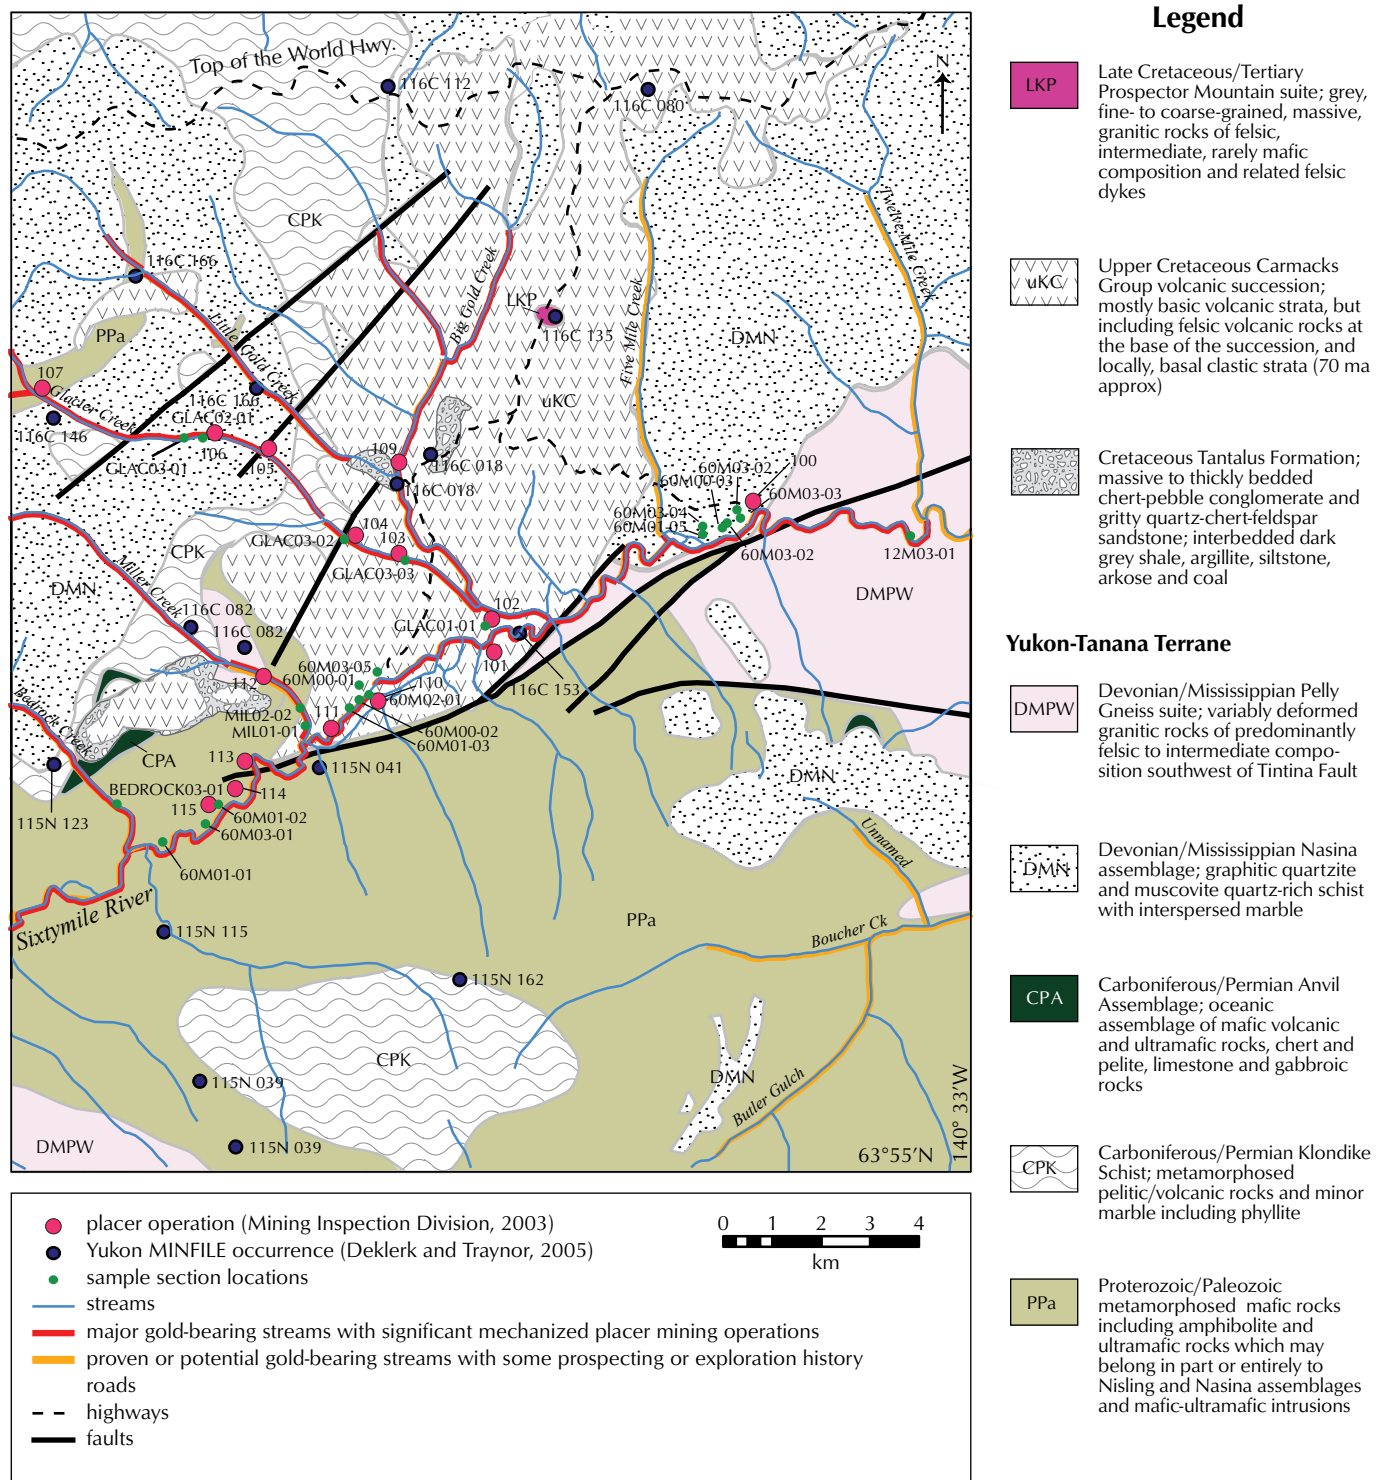 Top of the World Hwy.
116C 112
116C 080
N
CPK
Twelve Mile Creek
116C 166
Big Gold Creek
LKP
116C 135
Five Mile Creek
DMN
PPa
Little Gold Creek
107
Glacier Creek
116C 166
GLAC02-01
uKC
116C 146
GLAC03-01
106
105
109
116C 018
116C 018
60M03-02
100
60M00-03
60M03-03
60M03-04
60M01-05
60M03-02
12M03-01
104
GLAC03-02
103
GLAC03-03
CPK
DMN
Miller Creek
116C 082
116C 082
102
GLAC01-01
101
116C 153
DMPW
60M03-05
60M00-01
112
110
60M02-01
Bedrock Creek
MIL02-02
MIL01-01
111
60M00-02
60M01-03
CPA
113
115N 041
DMN
BEDROCK03-01
114
115
60M01-02
60M03-01
115N 123
60M01-01
Unnamed
Sixtymile River
115N 115
PPa
Boucher Ck
115N 162
CPK
115N 039
DMN
Butler Gulch
115N 039
DMPW
63°55′N
140° 33′W
placer operation (Mining Inspection Division, 2003)
Yukon MINFILE occurrence (Deklerk and Traynor, 2005)
sample section locations
streams
major gold-bearing streams with significant mechanized placer mining operations
proven or potential gold-bearing streams with some prospecting or exploration history
roads
highways
faults
0 1 2 3 4
km
Legend
LKP
Late Cretaceous/Tertiary
Prospector Mountain suite; grey,
fine- to coarse-grained, massive,
granitic rocks of felsic,
intermediate, rarely mafic
composition and related felsic
dykes
uKC
Upper Cretaceous Carmacks
Group volcanic succession;
mostly basic volcanic strata, but
including felsic volcanic rocks at
the base of the succession, and
locally, basal clastic strata (70 ma
approx)
Cretaceous Tantalus Formation;
massive to thickly bedded
chert-pebble conglomerate and
gritty quartz-chert-feldspar
sandstone; interbedded dark
grey shale, argillite, siltstone,
arkose and coal
Yukon-Tanana Terrane
DMPW
Devonian/Mississippian Pelly
Gneiss suite; variably deformed
granitic rocks of predominantly
felsic to intermediate compo-
sition southwest of Tintina Fault
DMN
Devonian/Mississippian Nasina
assemblage; graphitic quartzite
and muscovite quartz-rich schist
with interspersed marble
CPA
Carboniferous/Permian Anvil
Assemblage; oceanic
assemblage of mafic volcanic
and ultramafic rocks, chert and
pelite, limestone and gabbroic
rocks
CPK
Carboniferous/Permian Klondike
Schist; metamorphosed
pelitic/volcanic rocks and minor
marble including phyllite
PPa
Proterozoic/Paleozoic
metamorphosed mafic rocks
including amphibolite and
ultramafic rocks which may
belong in part or entirely to
Nisling and Nasina assemblages
and mafic-ultramafic intrusions